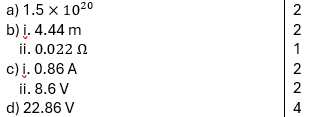 a) 1.5 × 10²⁰ 2
b) i. 4.44 m 2
ii. 0.022 Ω 1
c) i. 0.86 A 2
ii. 8.6 V 2
d) 22.86 V 4